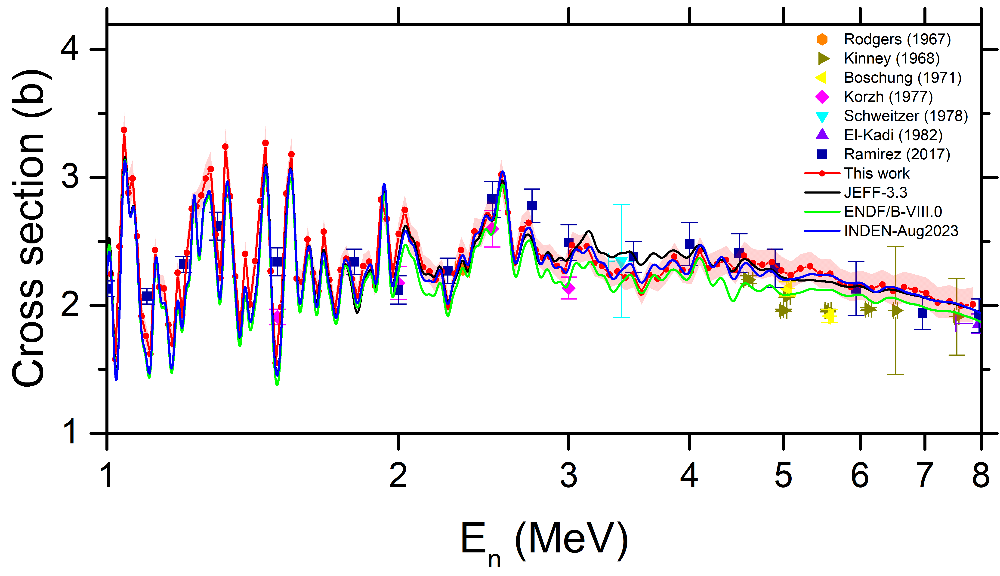 Cross section (b)
4
3
2
1
Rodgers (1967)
Kinney (1968)
Boschung (1971)
Korzh (1977)
Schweitzer (1978)
El-Kadi (1982)
Ramirez (2017)
This work
JEFF-3.3
ENDF/B-VIII.0
INDEN-Aug2023
1 2 3 4 5 6 7 8
En (MeV)